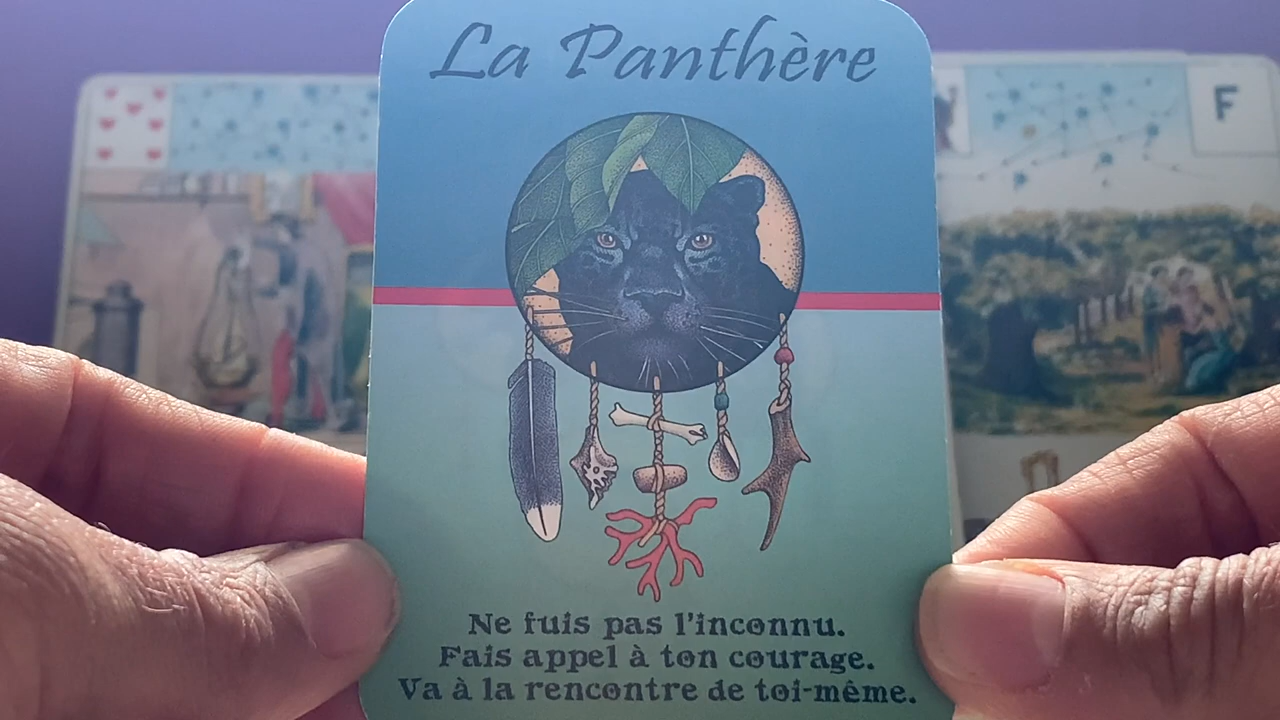 La Panthère
F
Ne fuis pas l'inconnu.
Fais appel à ton courage.
Va à la rencontre de toi-même.